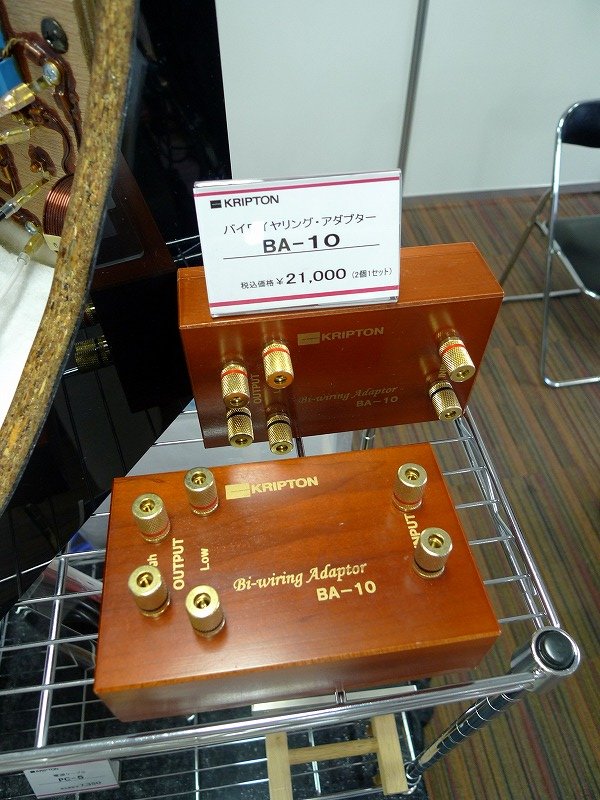 KRIPTON
バイワイヤリング・アダプター
BA-10
税込価格￥21,000（2個1セット）
KRIPTON
OUTPUT
Bi-wiring Adaptor
BA-10
KRIPTON
OUTPUT
Low
INPUT
Bi-wiring Adaptor
BA-10
KRIPTON